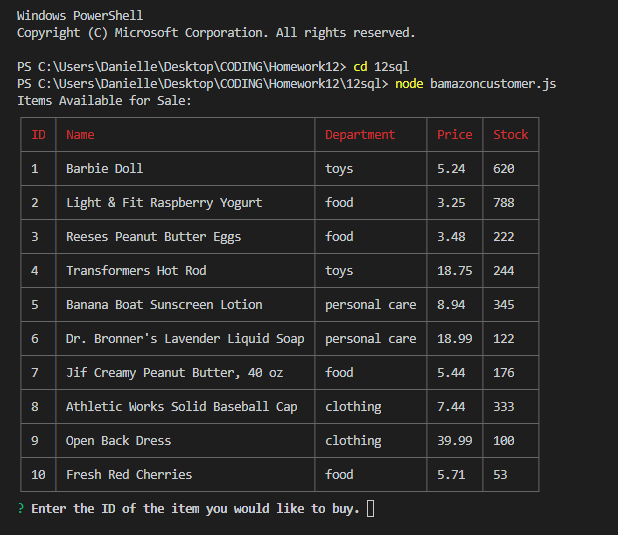 Windows PowerShell
Copyright (C) Microsoft Corporation. All rights reserved.
PS C:\Users\Danielle\Desktop\CODING\Homework12> cd 12sql
PS C:\Users\Danielle\Desktop\CODING\Homework12\12sql> node bamazoncustomer.js
Items Available for Sale:
ID Name Department Price Stock
1 Barbie Doll toys 5.24 620
2 Light & Fit Raspberry Yogurt food 3.25 788
3 Reeses Peanut Butter Eggs food 3.48 222
4 Transformers Hot Rod toys 18.75 244
5 Banana Boat Sunscreen Lotion personal care 8.94 345
6 Dr. Bronner's Lavender Liquid Soap personal care 18.99 122
7 Jif Creamy Peanut Butter, 40 oz food 5.44 176
8 Athletic Works Solid Baseball Cap clothing 7.44 333
9 Open Back Dress clothing 39.99 100
10 Fresh Red Cherries food 5.71 53
? Enter the ID of the item you would like to buy.